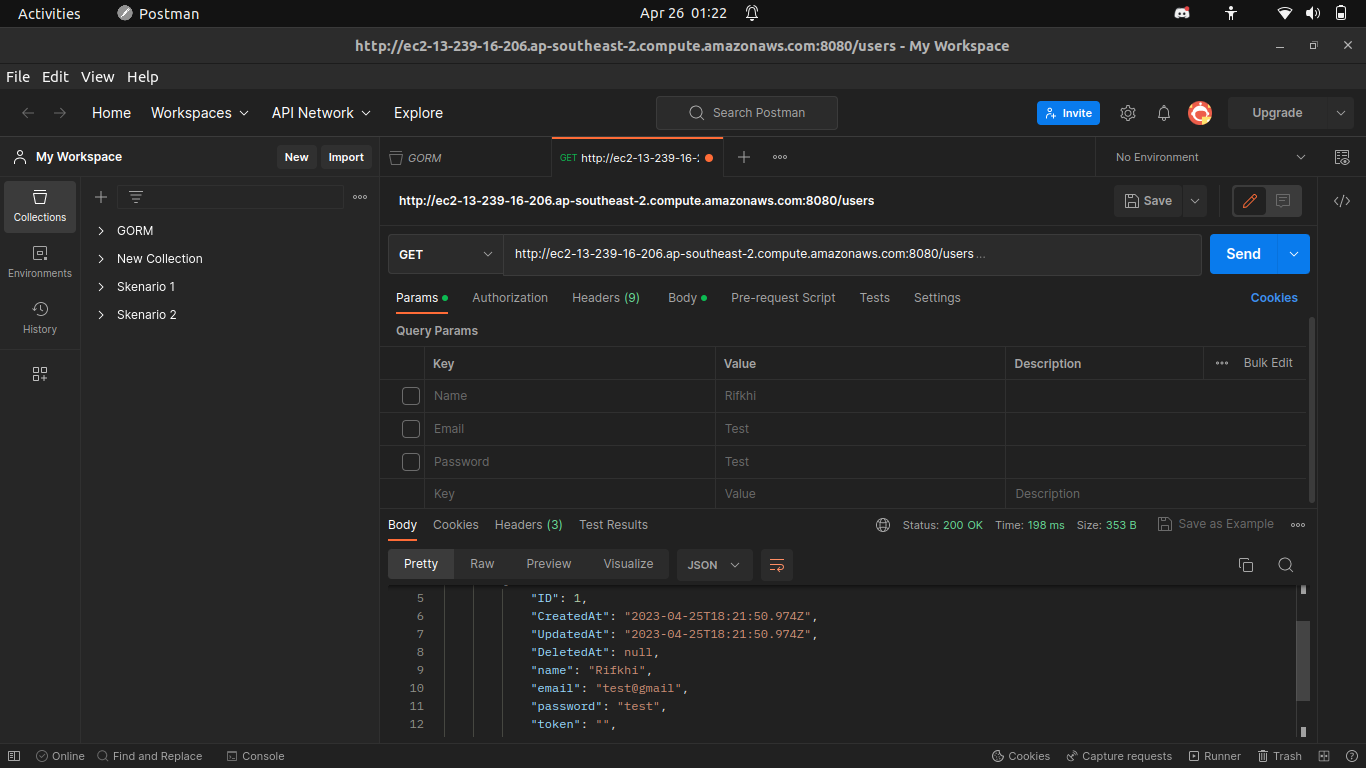 Activities Postman Apr 26 01:22
http://ec2-13-239-16-206.ap-southeast-2.compute.amazonaws.com:8080/users - My Workspace
File Edit View Help
Home Workspaces API Network Explore Search Postman Invite Upgrade
My Workspace New Import GORM GET http://ec2-13-239-16-: No Environment
Collections
http://ec2-13-239-16-206.ap-southeast-2.compute.amazonaws.com:8080/users Save
GORM
New Collection
Skenario 1
Skenario 2
Environments
History
GET http://ec2-13-239-16-206.ap-southeast-2.compute.amazonaws.com:8080/users ... Send
Params Authorization Headers (9) Body Pre-request Script Tests Settings Cookies
Query Params
Key Value Description Bulk Edit
Name Rifkhi
Email Test
Password Test
Key Value Description
Body Cookies Headers (3) Test Results Status: 200 OK Time: 198 ms Size: 353 B Save as Example
Pretty Raw Preview Visualize JSON
5 "ID": 1,
6 "CreatedAt": "2023-04-25T18:21:50.974Z",
7 "UpdatedAt": "2023-04-25T18:21:50.974Z",
8 "DeletedAt": null,
9 "name": "Rifkhi",
10 "email": "test@gmail",
11 "password": "test",
12 "token": "",
Online Find and Replace Console Cookies Capture requests Runner Trash